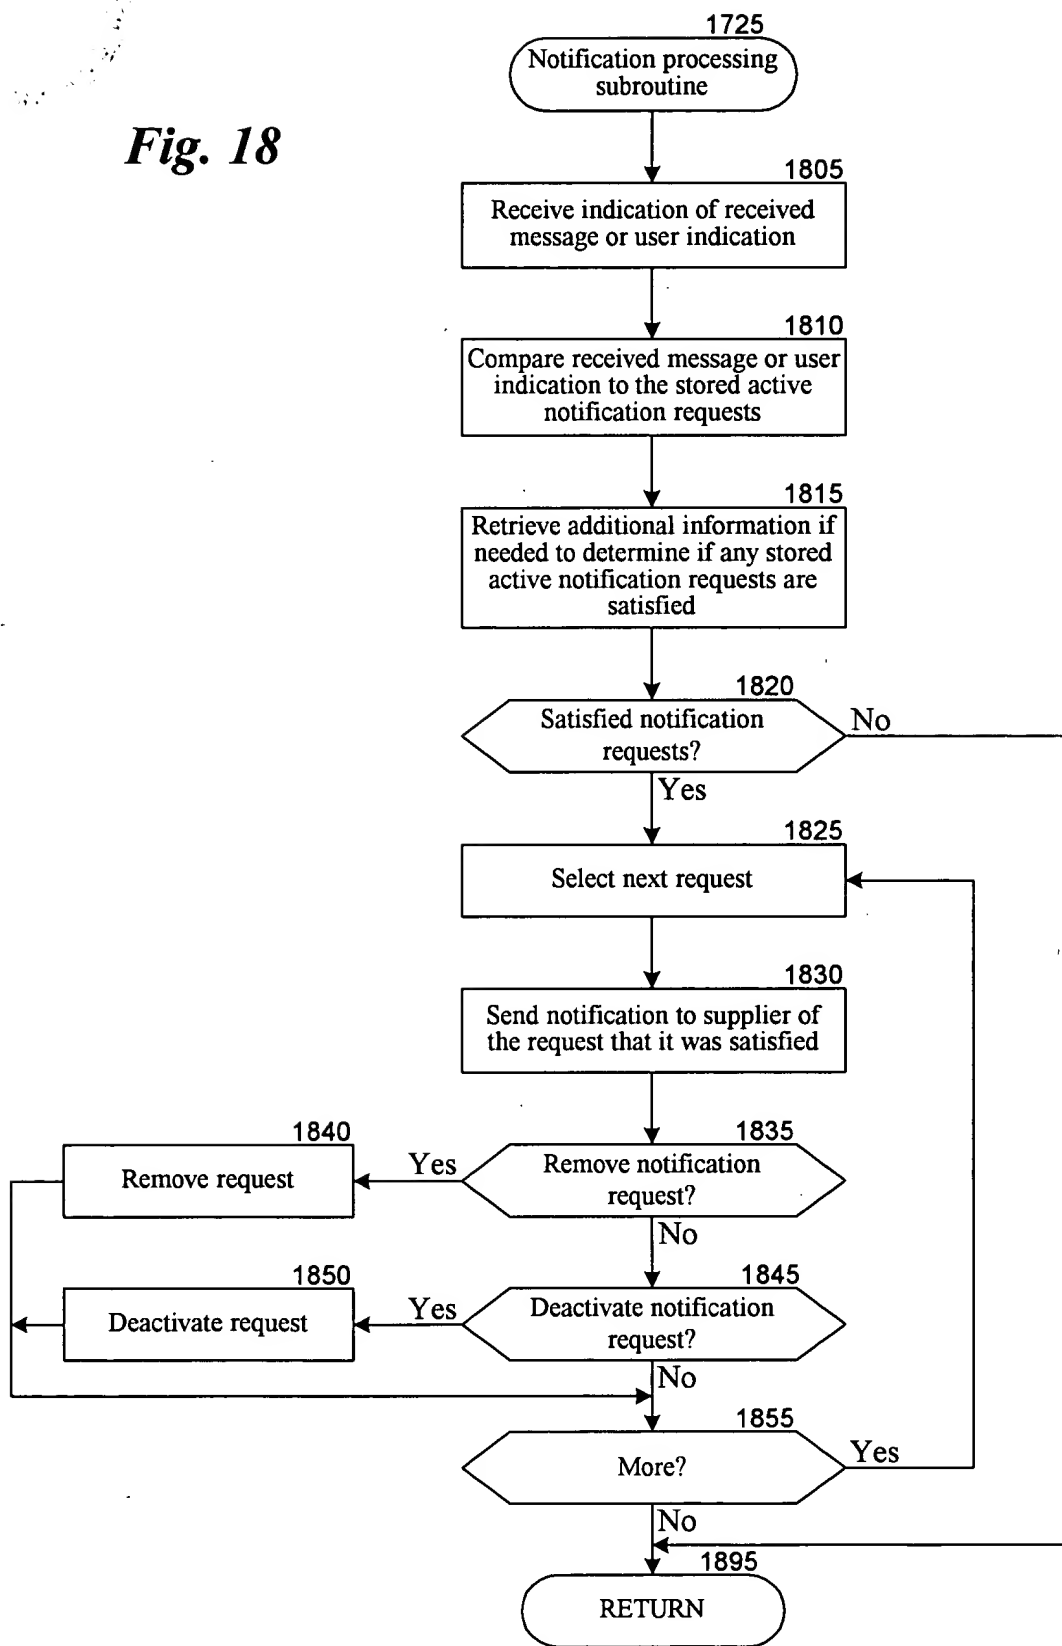 1725
Notification processing
subroutine
Fig. 18
1805
Receive indication of received
message or user indication
1810
Compare received message or user
indication to the stored active
notification requests
1815
Retrieve additional information if
needed to determine if any stored
active notification requests are
satisfied
1820
Satisfied notification
requests?
No
Yes
1825
Select next request
1830
Send notification to supplier of
the request that it was satisfied
1840
Remove request
Yes
1835
Remove notification
request?
No
1850
Deactivate request
Yes
1845
Deactivate notification
request?
No
1855
More?
Yes
No
1895
RETURN